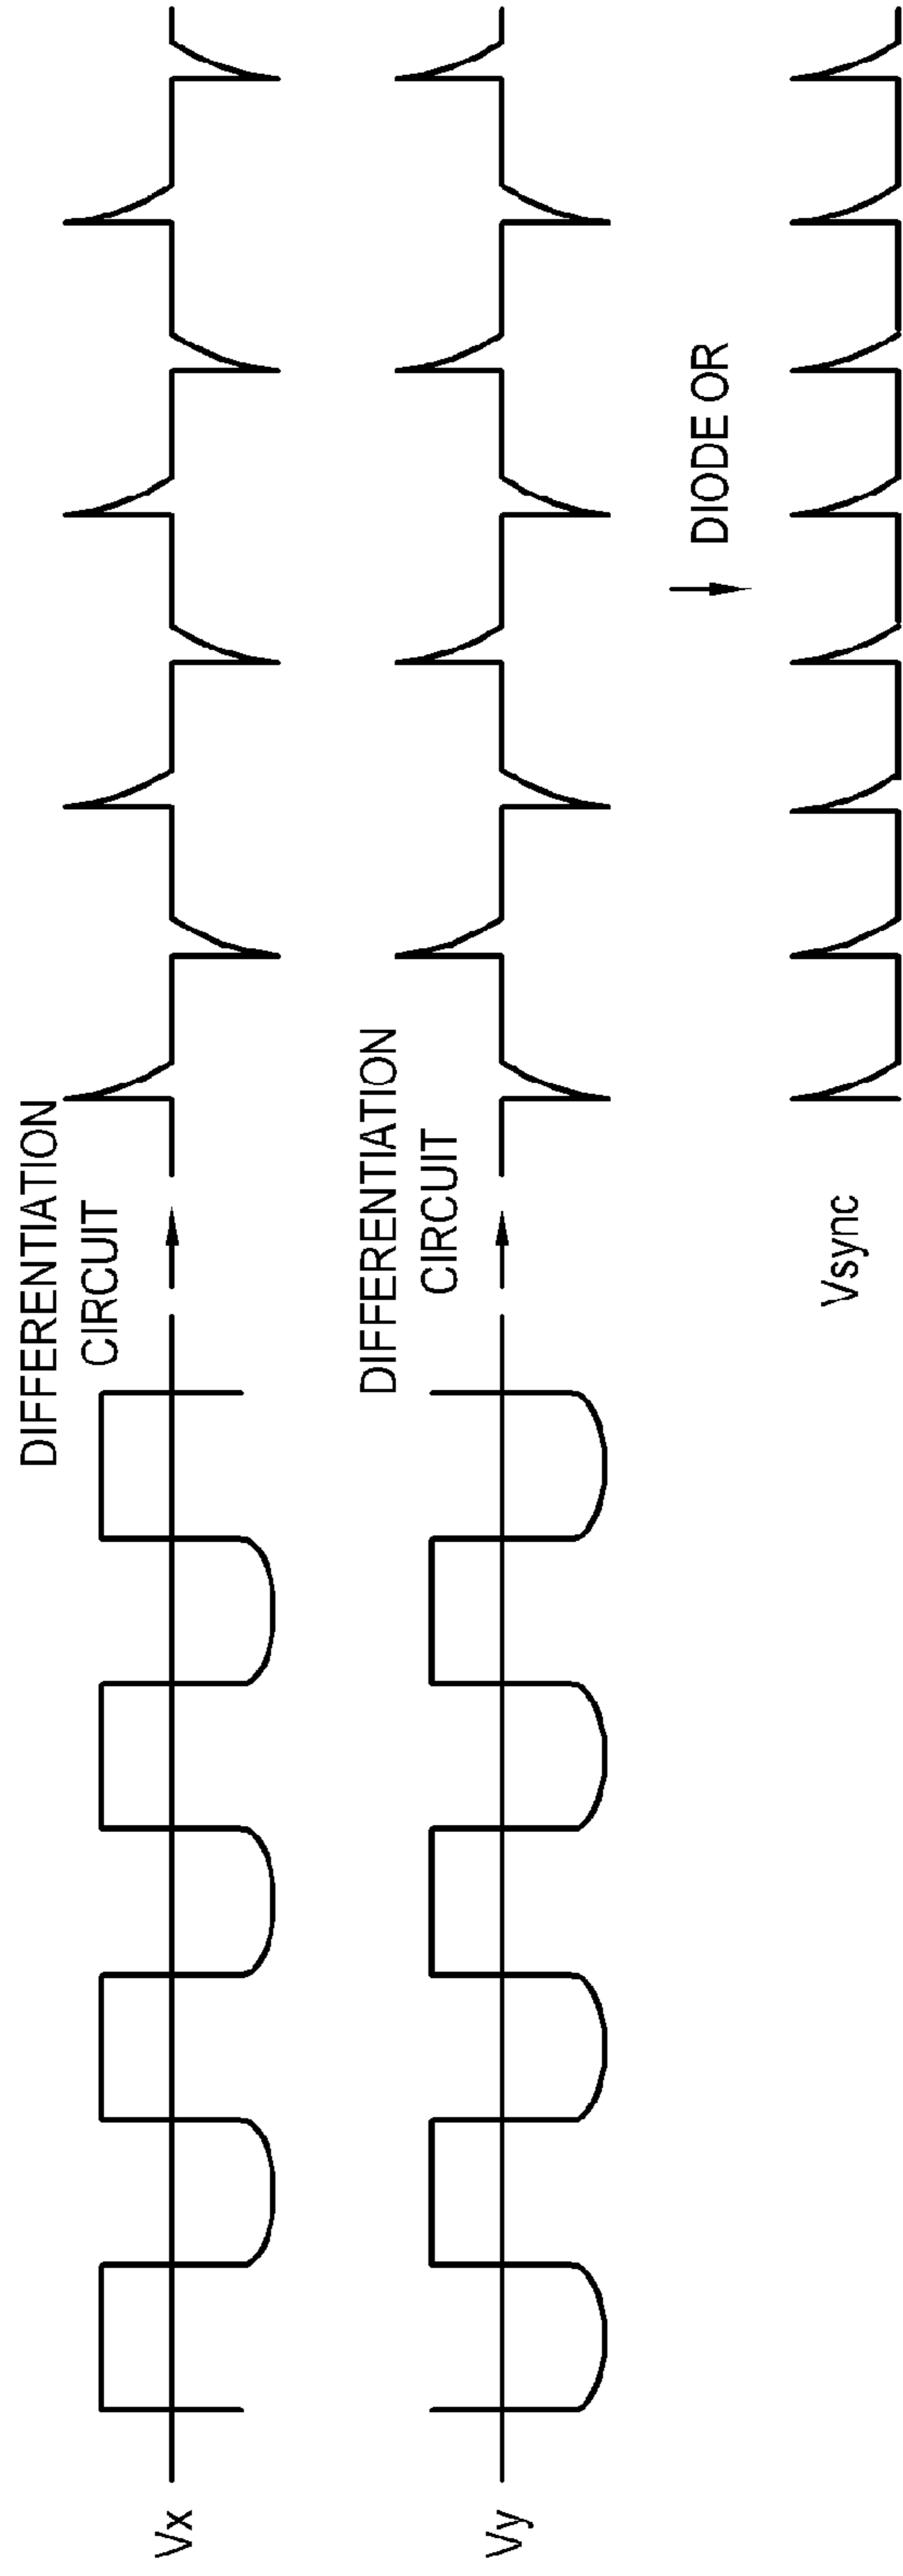 Vx
DIFFERENTIATION
CIRCUIT
Vy
DIFFERENTIATION
CIRCUIT
DIODE OR
Vsync